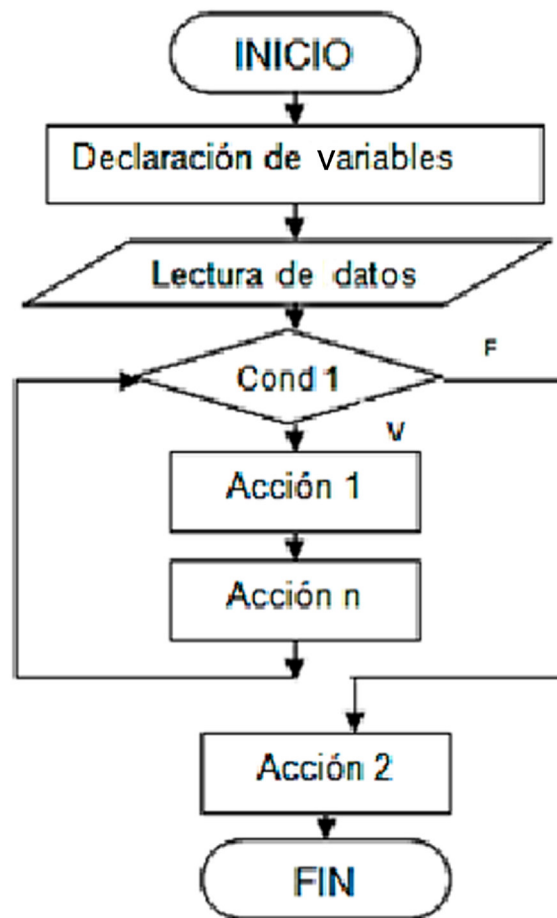 INICIO
Declaración de variables
Lectura de datos
Cond 1
F
V
Acción 1
Acción n
Acción 2
FIN